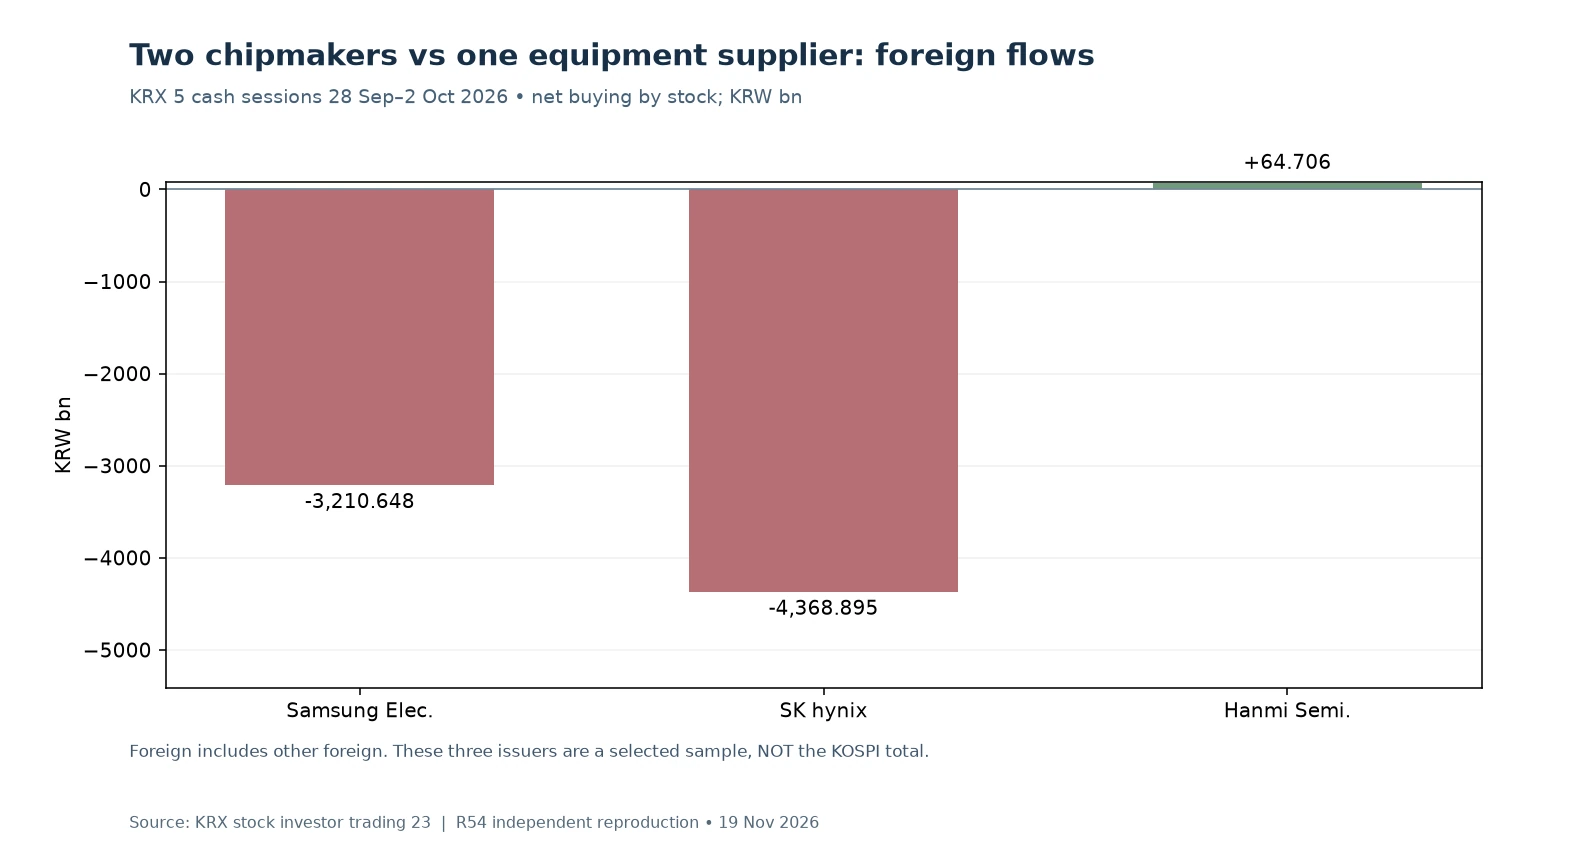 Two chipmakers vs one equipment supplier: foreign flows
KRX 5 cash sessions 28 Sep–2 Oct 2026 • net buying by stock; KRW bn
+64.706
0
−1000
−2000
−3000
−4000
−5000
KRW bn
-3,210.648
-4,368.895
Samsung Elec.
SK hynix
Hanmi Semi.
Foreign includes other foreign. These three issuers are a selected sample, NOT the KOSPI total.
Source: KRX stock investor trading 23 | R54 independent reproduction • 19 Nov 2026